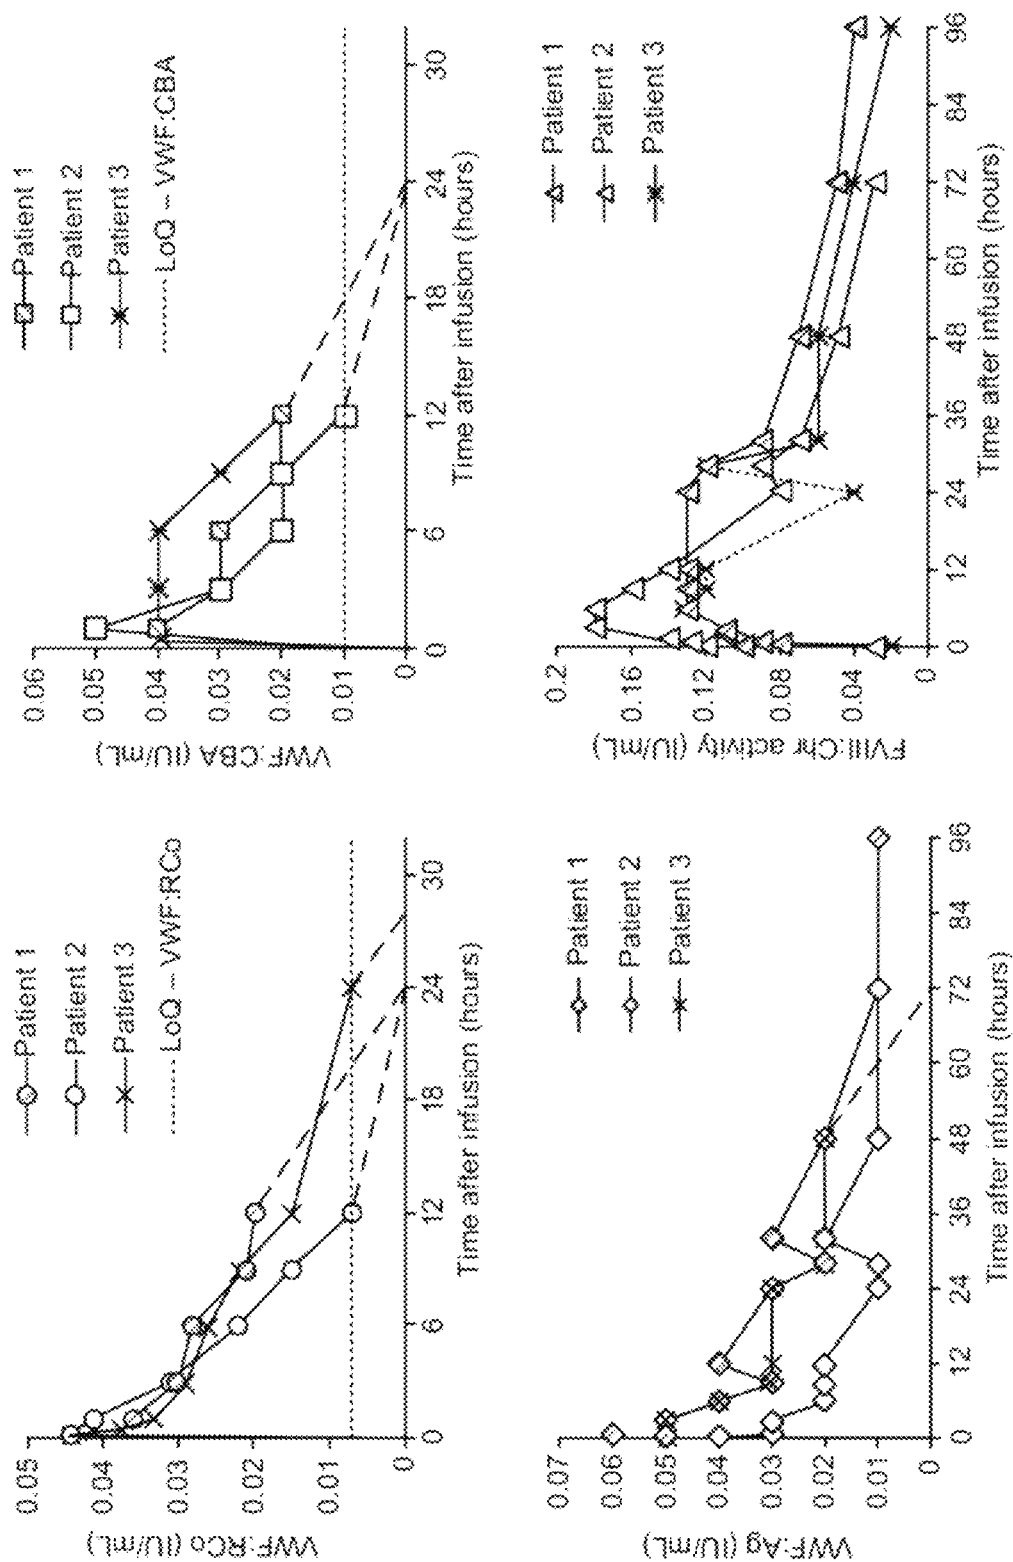 VWF:RCo (IU/mL)
0.05
0.04
0.03
0.02
0.01
0
0
6
12
18
24
30
Time after infusion (hours)
Patient 1
Patient 2
Patient 3
LoQ – VWF:RCo
VWF:CBA (IU/mL)
0.06
0.05
0.04
0.03
0.02
0.01
0
0
6
12
18
24
30
Time after infusion (hours)
Patient 1
Patient 2
Patient 3
LoQ – VWF:CBA
VWF:Ag (IU/mL)
0.07
0.06
0.05
0.04
0.03
0.02
0.01
0
0
12
24
36
48
60
72
84
96
Time after infusion (hours)
Patient 1
Patient 2
Patient 3
FVIII:Chr activity (IU/mL)
0.2
0.16
0.12
0.08
0.04
0
0
12
24
36
48
60
72
84
96
Time after infusion (hours)
Patient 1
Patient 2
Patient 3